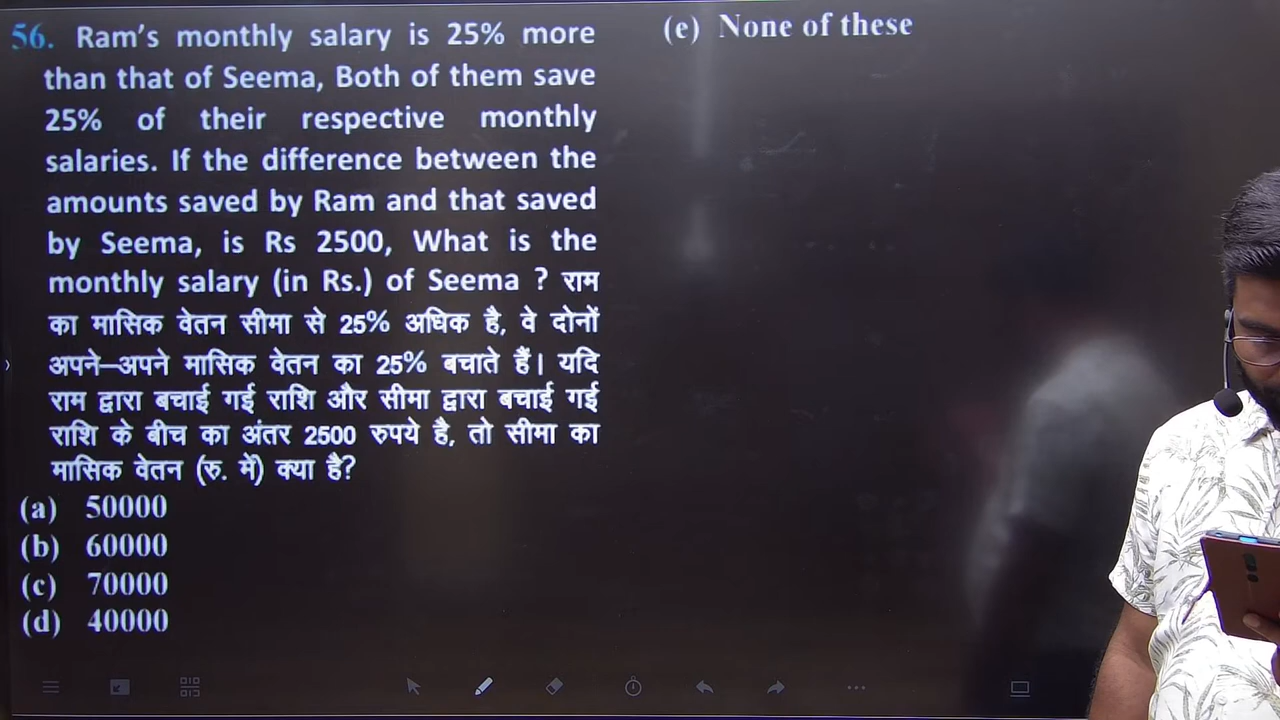 56. Ram's monthly salary is 25% more
than that of Seema, Both of them save
25% of their respective monthly
salaries. If the difference between the
amounts saved by Ram and that saved
by Seema, is Rs 2500, What is the
monthly salary (in Rs.) of Seema ? राम
का मासिक वेतन सीमा से 25% अधिक है, वे दोनों
अपने–अपने मासिक वेतन का 25% बचाते हैं। यदि
राम द्वारा बचाई गई राशि और सीमा द्वारा बचाई गई
राशि के बीच का अंतर 2500 रुपये है, तो सीमा का
मासिक वेतन (रु. में) क्या है?
(a) 50000
(b) 60000
(c) 70000
(d) 40000
(e) None of these